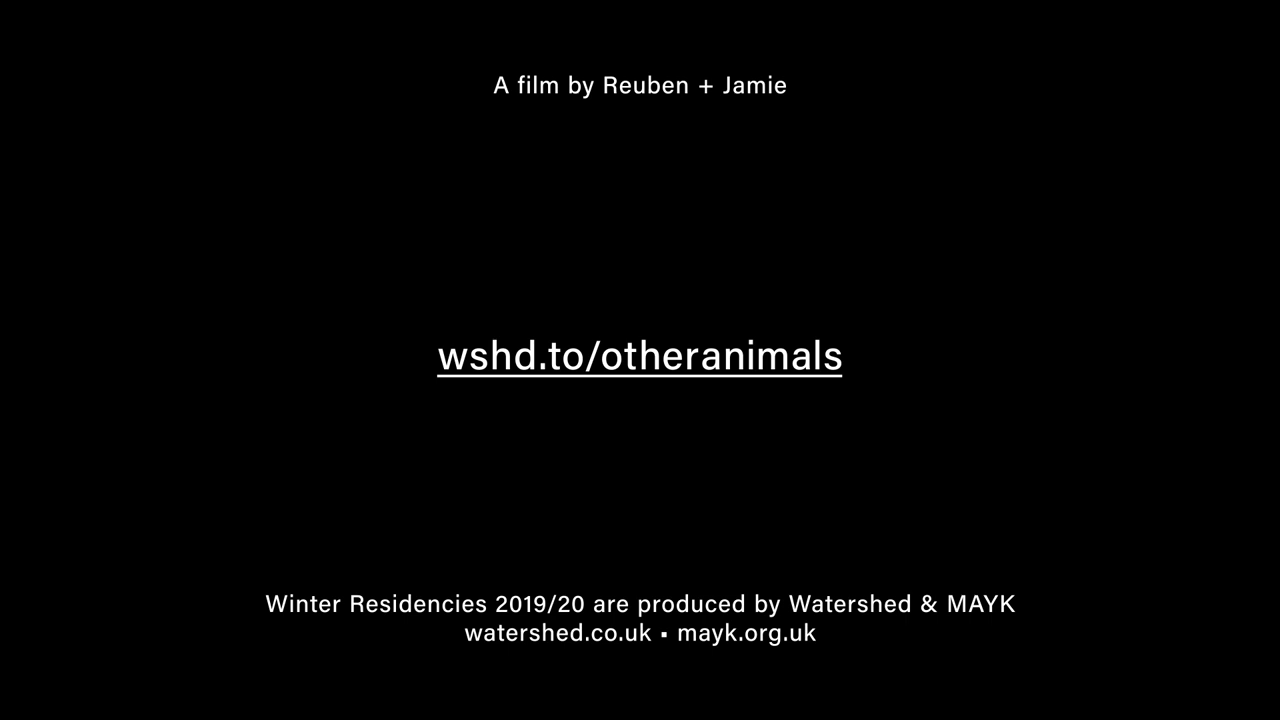 A film by Reuben + Jamie
wshd.to/otheranimals
Winter Residencies 2019/20 are produced by Watershed & MAYK
watershed.co.uk ▪ mayk.org.uk